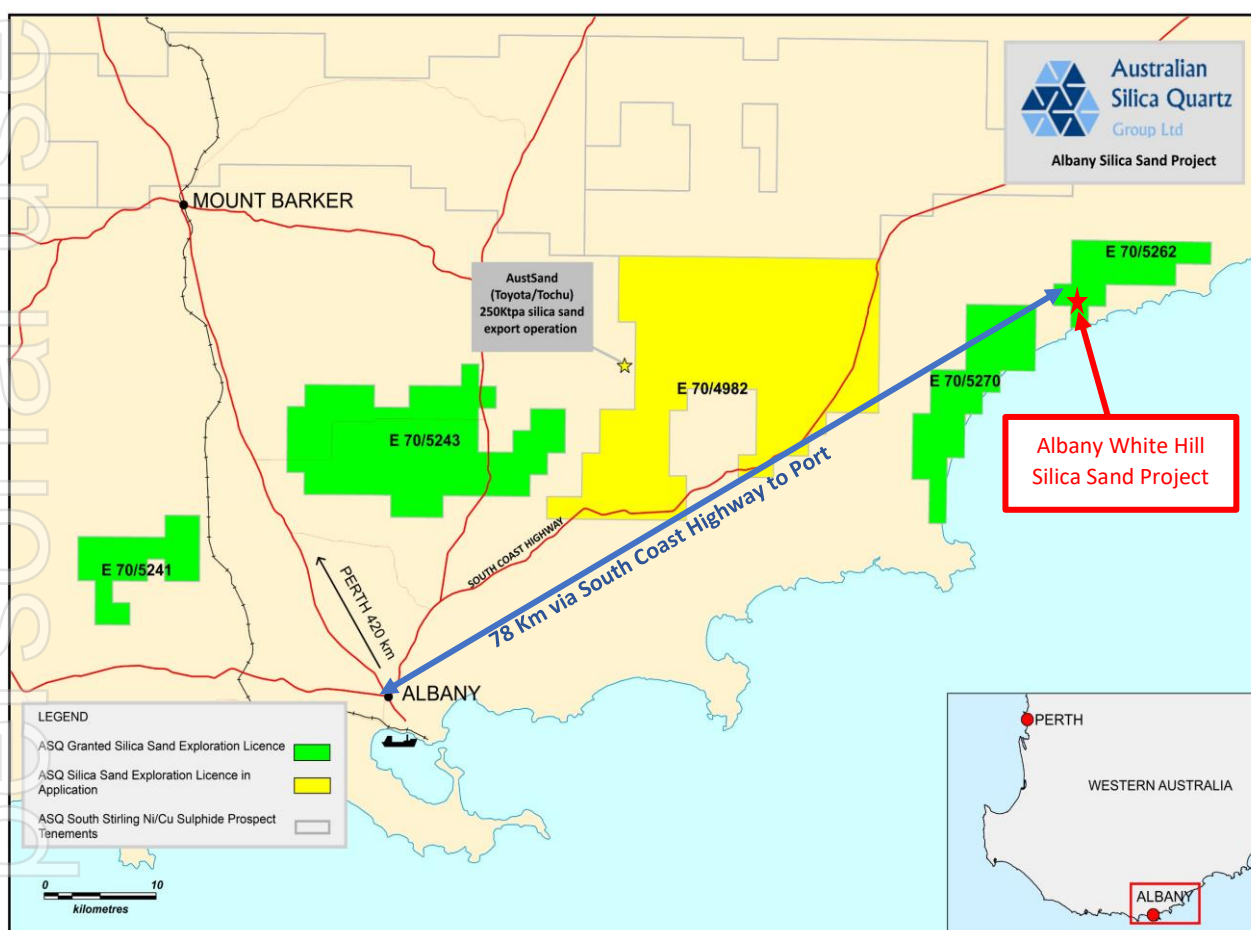 Australian
Silica Quartz
Group Ltd
Albany Silica Sand Project
MOUNT BARKER
E 70/5262
AustSand
(Toyota/Tochu)
250Ktpa silica sand
export operation
E 70/5270
E 70/4982
E 70/5243
Albany White Hill
Silica Sand Project
78 Km via South Coast Highway to Port
SOUTH COAST HIGHWAY
E 70/5241
PERTH 420 km
ALBANY
LEGEND
ASQ Granted Silica Sand Exploration Licence
ASQ Silica Sand Exploration Licence in
Application
ASQ South Stirling Ni/Cu Sulphide Prospect
Tenements
0 10
kilometres
PERTH
WESTERN AUSTRALIA
ALBANY